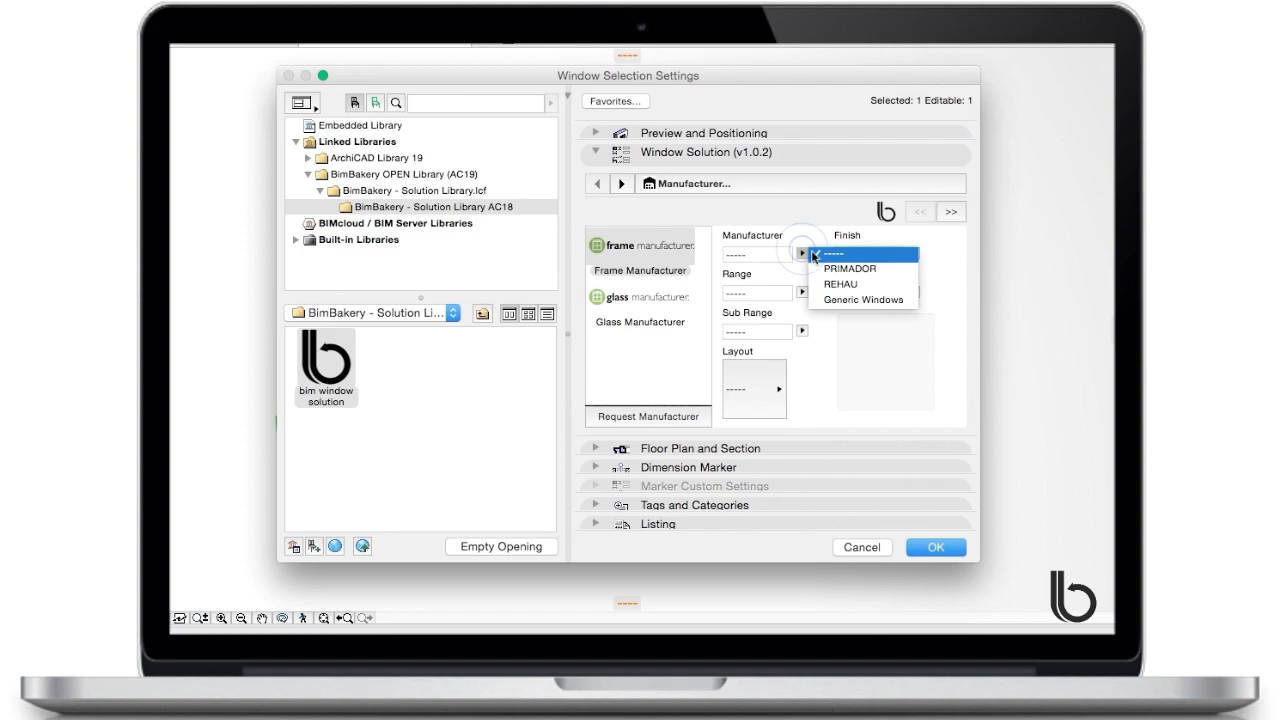 ----
Window Selection Settings
Favorites...
Selected: 1 Editable: 1
Embedded Library
Linked Libraries
ArchiCAD Library 19
BimBakery OPEN Library (AC19)
BimBakery - Solution Library.lcf
BimBakery - Solution Library AC18
BIMcloud / BIM Server Libraries
Built-in Libraries
BimBakery - Solution Li...
bim window
solution
Empty Opening
Preview and Positioning
Window Solution (v1.0.2)
Manufacturer...
b
<<
>>
frame manufacturer.
Frame Manufacturer
glass manufacturer.
Glass Manufacturer
Request Manufacturer
Manufacturer
-----
Range
-----
Sub Range
-----
Layout
-----
Finish
-----
PRIMADOR
REHAU
Generic Windows
Floor Plan and Section
Dimension Marker
Marker Custom Settings
Tags and Categories
Listing
Cancel
OK
----
b